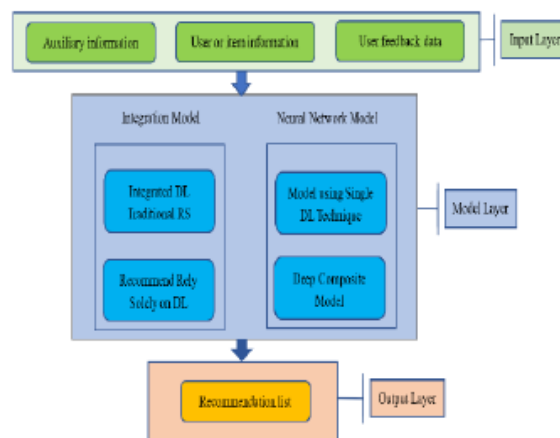 Auxiliary information
User or item information
User feedback data
Input Layer
Integration Model
Neural Network Model
Integrated DL
Traditional RS
Model using Single
DL Technique
Model Layer
Recommend Rely
Solely on DL
Deep Composite
Model
Recommendation list
Output Layer